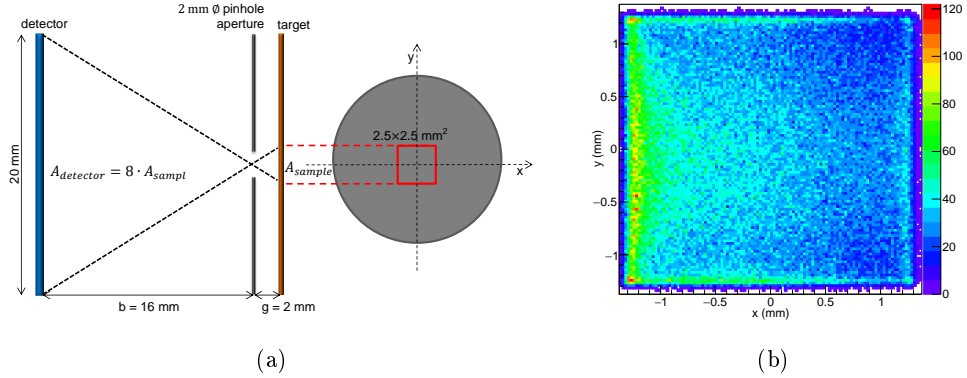 detector
2 mm Ø pinhole
aperture
target
20 mm
A_detector = 8 · A_sampl
A_sample
b = 16 mm
g = 2 mm
y
2.5×2.5 mm²
x
(a)
y (mm)
1
0.5
0
−0.5
−1
−1
−0.5
0
0.5
1
x (mm)
120
100
80
60
40
20
0
(b)